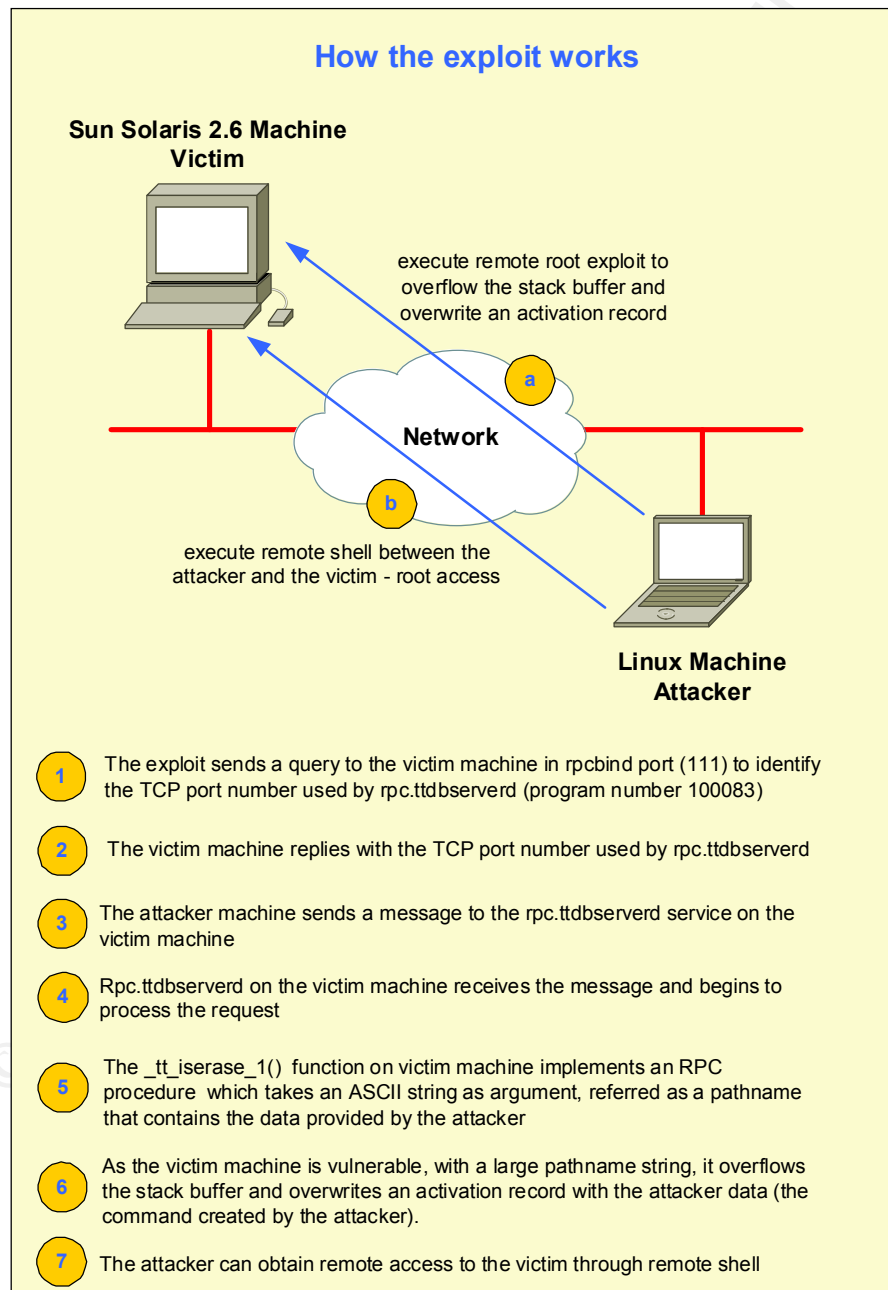 How the exploit works
Sun Solaris 2.6 Machine
Victim
execute remote root exploit to
overflow the stack buffer and
overwrite an activation record
a
Network
b
execute remote shell between the
attacker and the victim - root access
Linux Machine
Attacker
1 The exploit sends a query to the victim machine in rpcbind port (111) to identify
the TCP port number used by rpc.ttdbserverd (program number 100083)
2 The victim machine replies with the TCP port number used by rpc.ttdbserverd
3 The attacker machine sends a message to the rpc.ttdbserverd service on the
victim machine
4 Rpc.ttdbserverd on the victim machine receives the message and begins to
process the request
5 The _tt_iserase_1() function on victim machine implements an RPC
procedure which takes an ASCII string as argument, referred as a pathname
that contains the data provided by the attacker
6 As the victim machine is vulnerable, with a large pathname string, it overflows
the stack buffer and overwrites an activation record with the attacker data (the
command created by the attacker).
7 The attacker can obtain remote access to the victim through remote shell